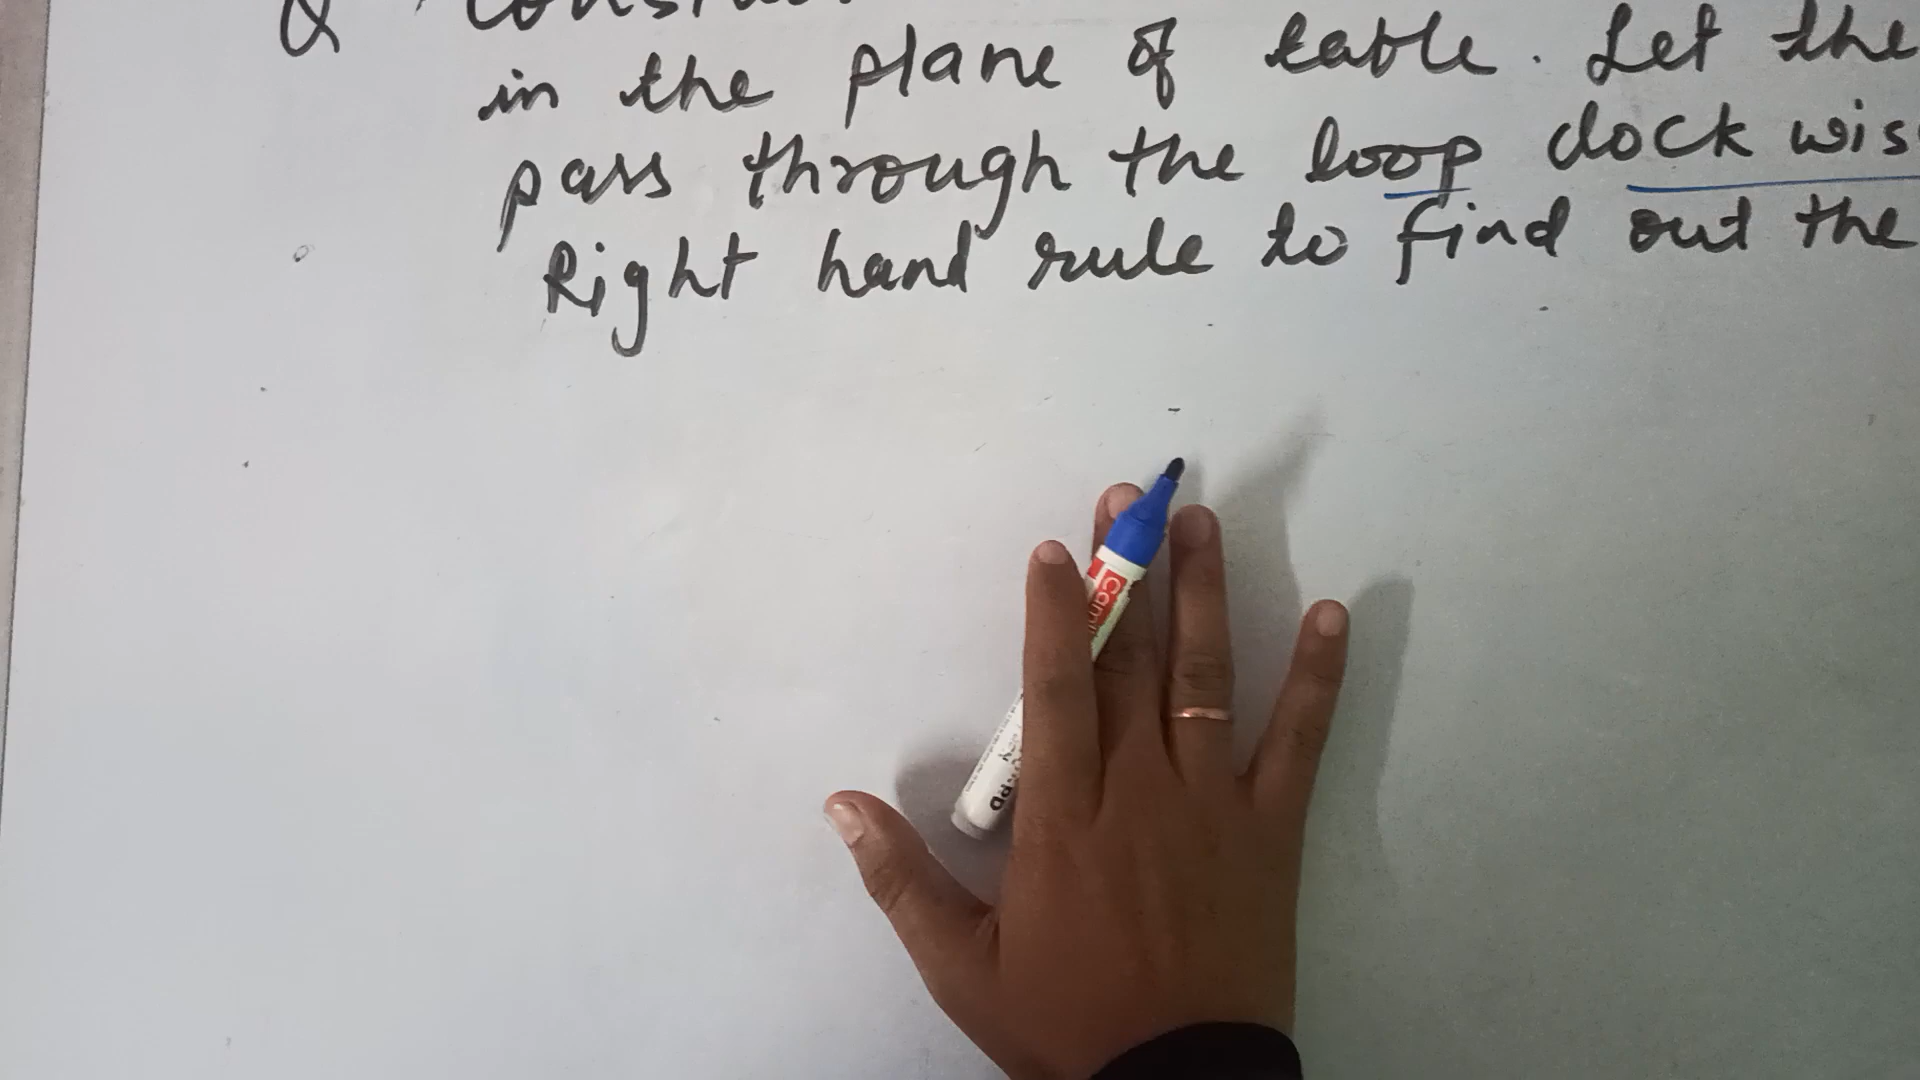 Q
in the plane of table. Let the
pass through the loop clock wis
Right hand rule to find out the